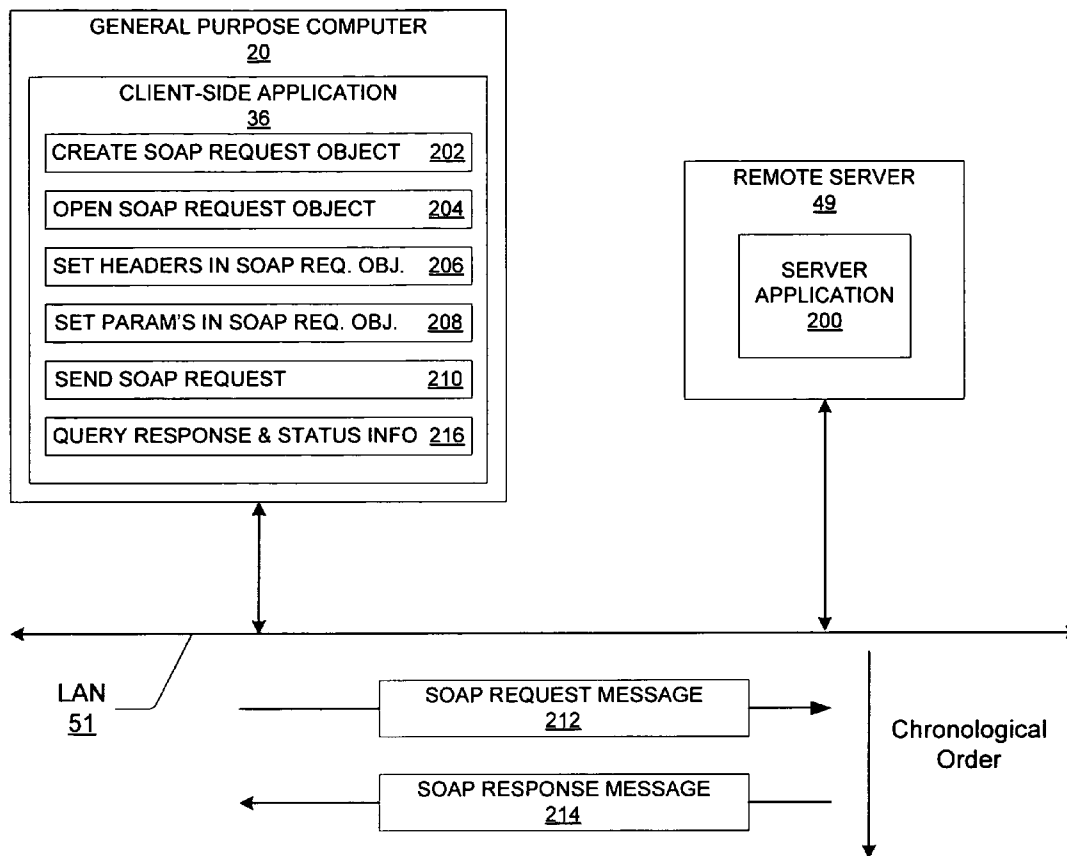 GENERAL PURPOSE COMPUTER
20
CLIENT-SIDE APPLICATION
36
CREATE SOAP REQUEST OBJECT 202
OPEN SOAP REQUEST OBJECT 204
SET HEADERS IN SOAP REQ. OBJ. 206
SET PARAM'S IN SOAP REQ. OBJ. 208
SEND SOAP REQUEST 210
QUERY RESPONSE & STATUS INFO 216
REMOTE SERVER
49
SERVER
APPLICATION
200
LAN
51
SOAP REQUEST MESSAGE
212
SOAP RESPONSE MESSAGE
214
Chronological
Order